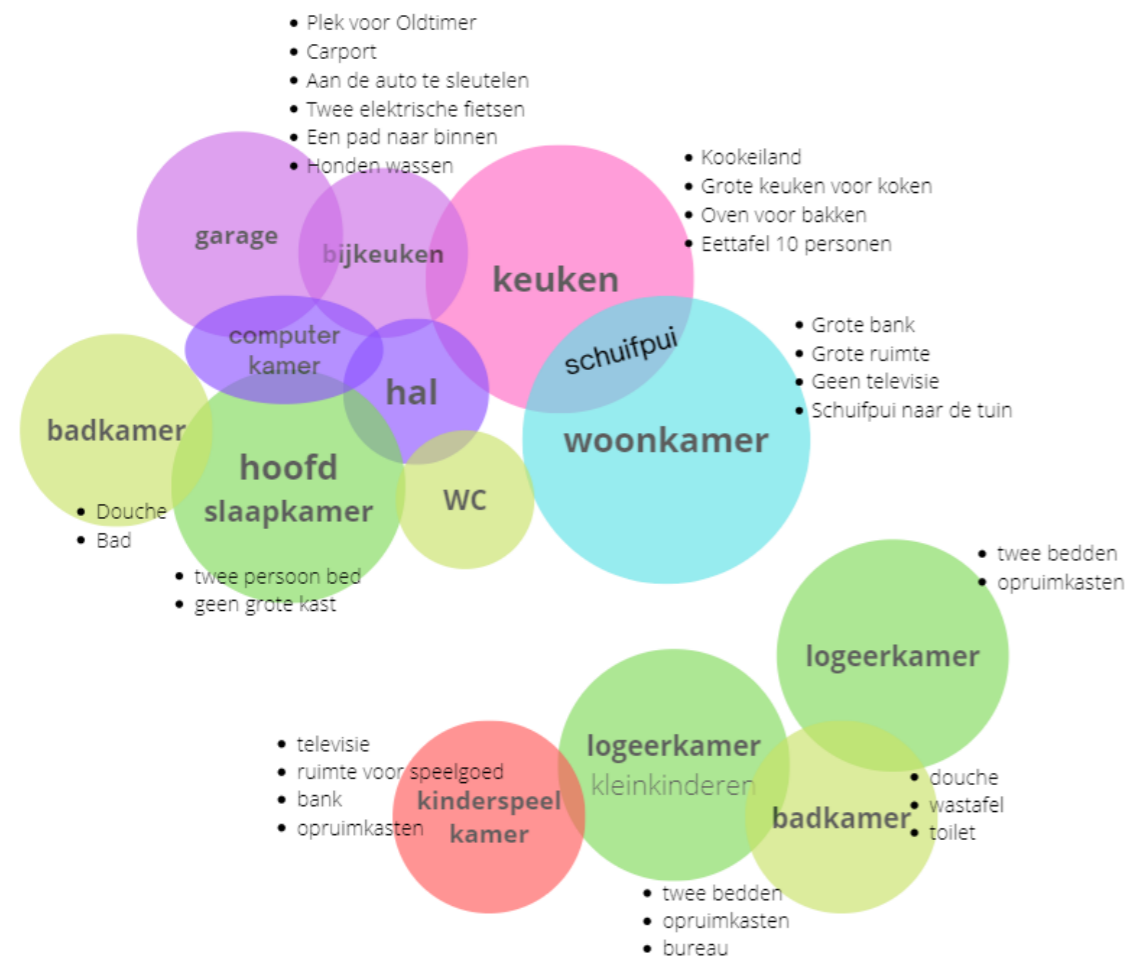 • Plek voor Oldtimer
• Carport
• Aan de auto te sleutelen
• Twee elektrische fietsen
• Een pad naar binnen
• Honden wassen
garage
bijkeuken
keuken
• Kookeiland
• Grote keuken voor koken
• Oven voor bakken
• Eettafel 10 personen
computer
kamer
hal
schuifpui
woonkamer
• Grote bank
• Grote ruimte
• Geen televisie
• Schuifpui naar de tuin
badkamer
• Douche
• Bad
hoofd
slaapkamer
• twee persoon bed
• geen grote kast
WC
• twee bedden
• opruimkasten
logeerkamer
logeerkamer
kleinkinderen
• televisie
• ruimte voor speelgoed
• bank
• opruimkasten
kinderspeel
kamer
badkamer
• douche
• wastafel
• toilet
• twee bedden
• opruimkasten
• bureau